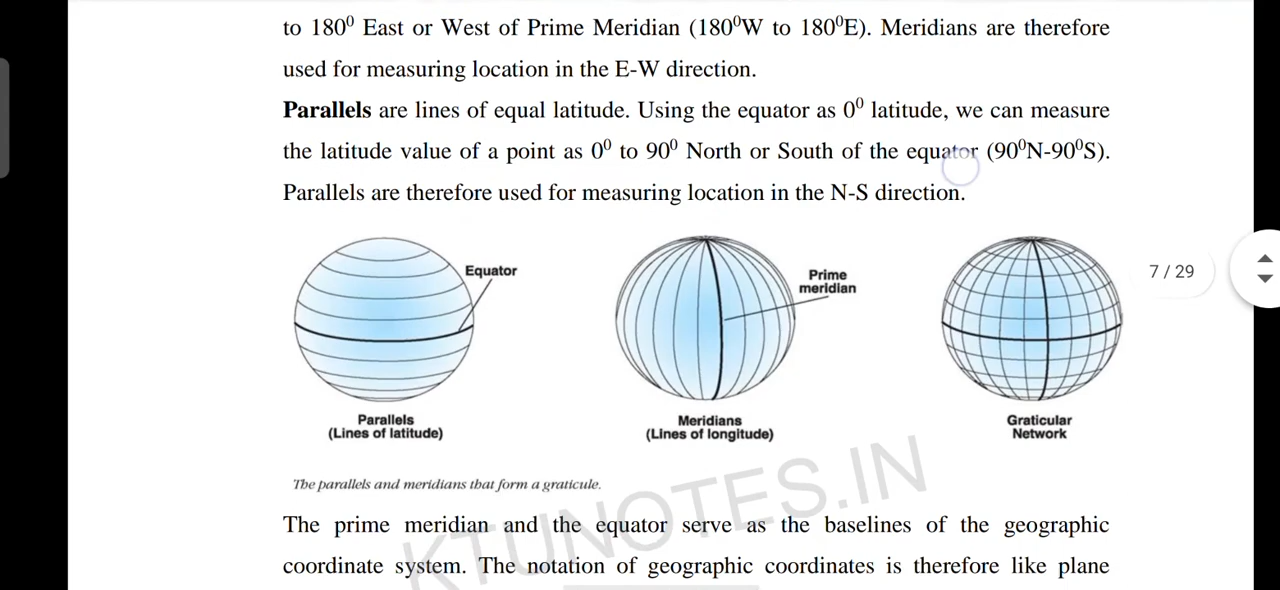 to 180⁰ East or West of Prime Meridian (180⁰W to 180⁰E). Meridians are therefore
used for measuring location in the E-W direction.
Parallels are lines of equal latitude. Using the equator as 0⁰ latitude, we can measure
the latitude value of a point as 0⁰ to 90⁰ North or South of the equator (90⁰N-90⁰S).
Parallels are therefore used for measuring location in the N-S direction.
Equator
Prime
meridian
7 / 29
Parallels
(Lines of latitude)
Meridians
(Lines of longitude)
Graticular
Network
The parallels and meridians that form a graticule.
KTUNOTES.IN
The prime meridian and the equator serve as the baselines of the geographic
coordinate system. The notation of geographic coordinates is therefore like plane